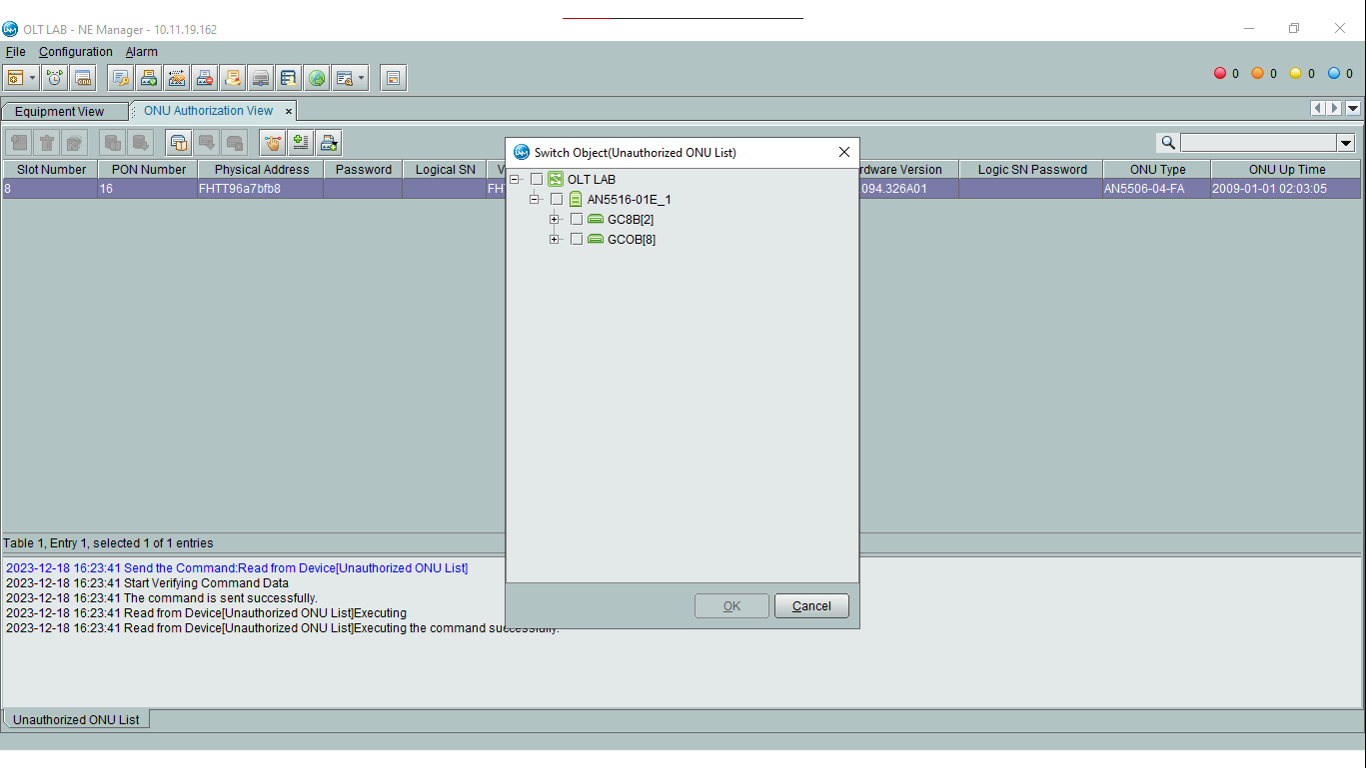 OLT LAB - NE Manager - 10.11.19.162
File Configuration Alarm
0 0 0 0
Equipment View ONU Authorization View
Slot Number PON Number Physical Address Password Logical SN V rdware Version Logic SN Password ONU Type ONU Up Time
8 16 FHTT96a7bfb8 FH 094.326A01 AN5506-04-FA 2009-01-01 02:03:05
Switch Object(Unauthorized ONU List)
OLT LAB
AN5516-01E_1
GC8B[2]
GCOB[8]
OK Cancel
Table 1, Entry 1, selected 1 of 1 entries
2023-12-18 16:23:41 Send the Command:Read from Device[Unauthorized ONU List]
2023-12-18 16:23:41 Start Verifying Command Data
2023-12-18 16:23:41 The command is sent successfully.
2023-12-18 16:23:41 Read from Device[Unauthorized ONU List]Executing
2023-12-18 16:23:41 Read from Device[Unauthorized ONU List]Executing the command successfully.
Unauthorized ONU List